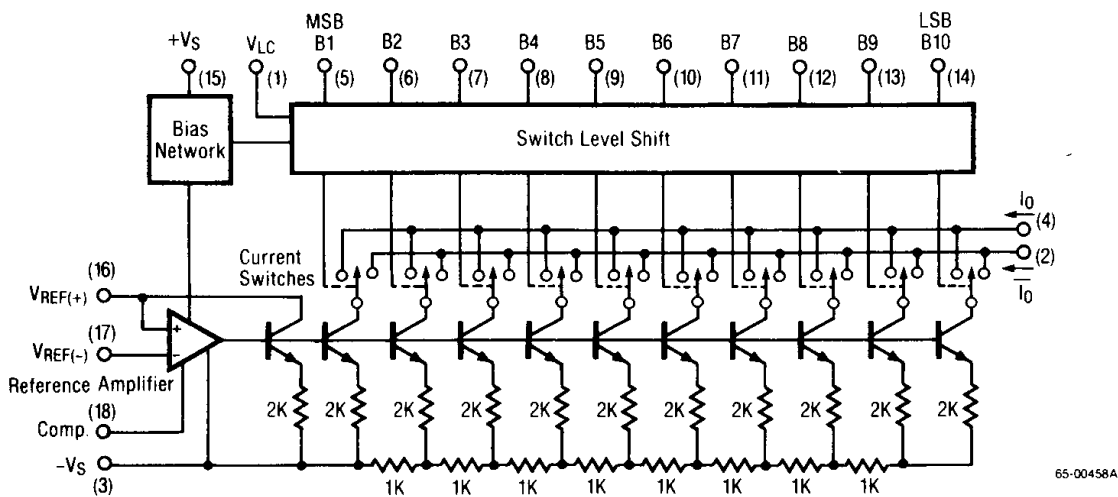 MSB LSB
+VS VLC B1 B2 B3 B4 B5 B6 B7 B8 B9 B10
(15) (1) (5) (6) (7) (8) (9) (10) (11) (12) (13) (14)
Bias
Network
Switch Level Shift
IO
(4)
(2)
IO
Current
Switches
(16)
VREF(+)
+
(17)
VREF(-)
-
Reference Amplifier
(18)
Comp.
2K 2K 2K 2K 2K 2K 2K 2K 2K 2K 2K
-VS
(3)
1K 1K 1K 1K 1K 1K 1K 1K
65-00458A